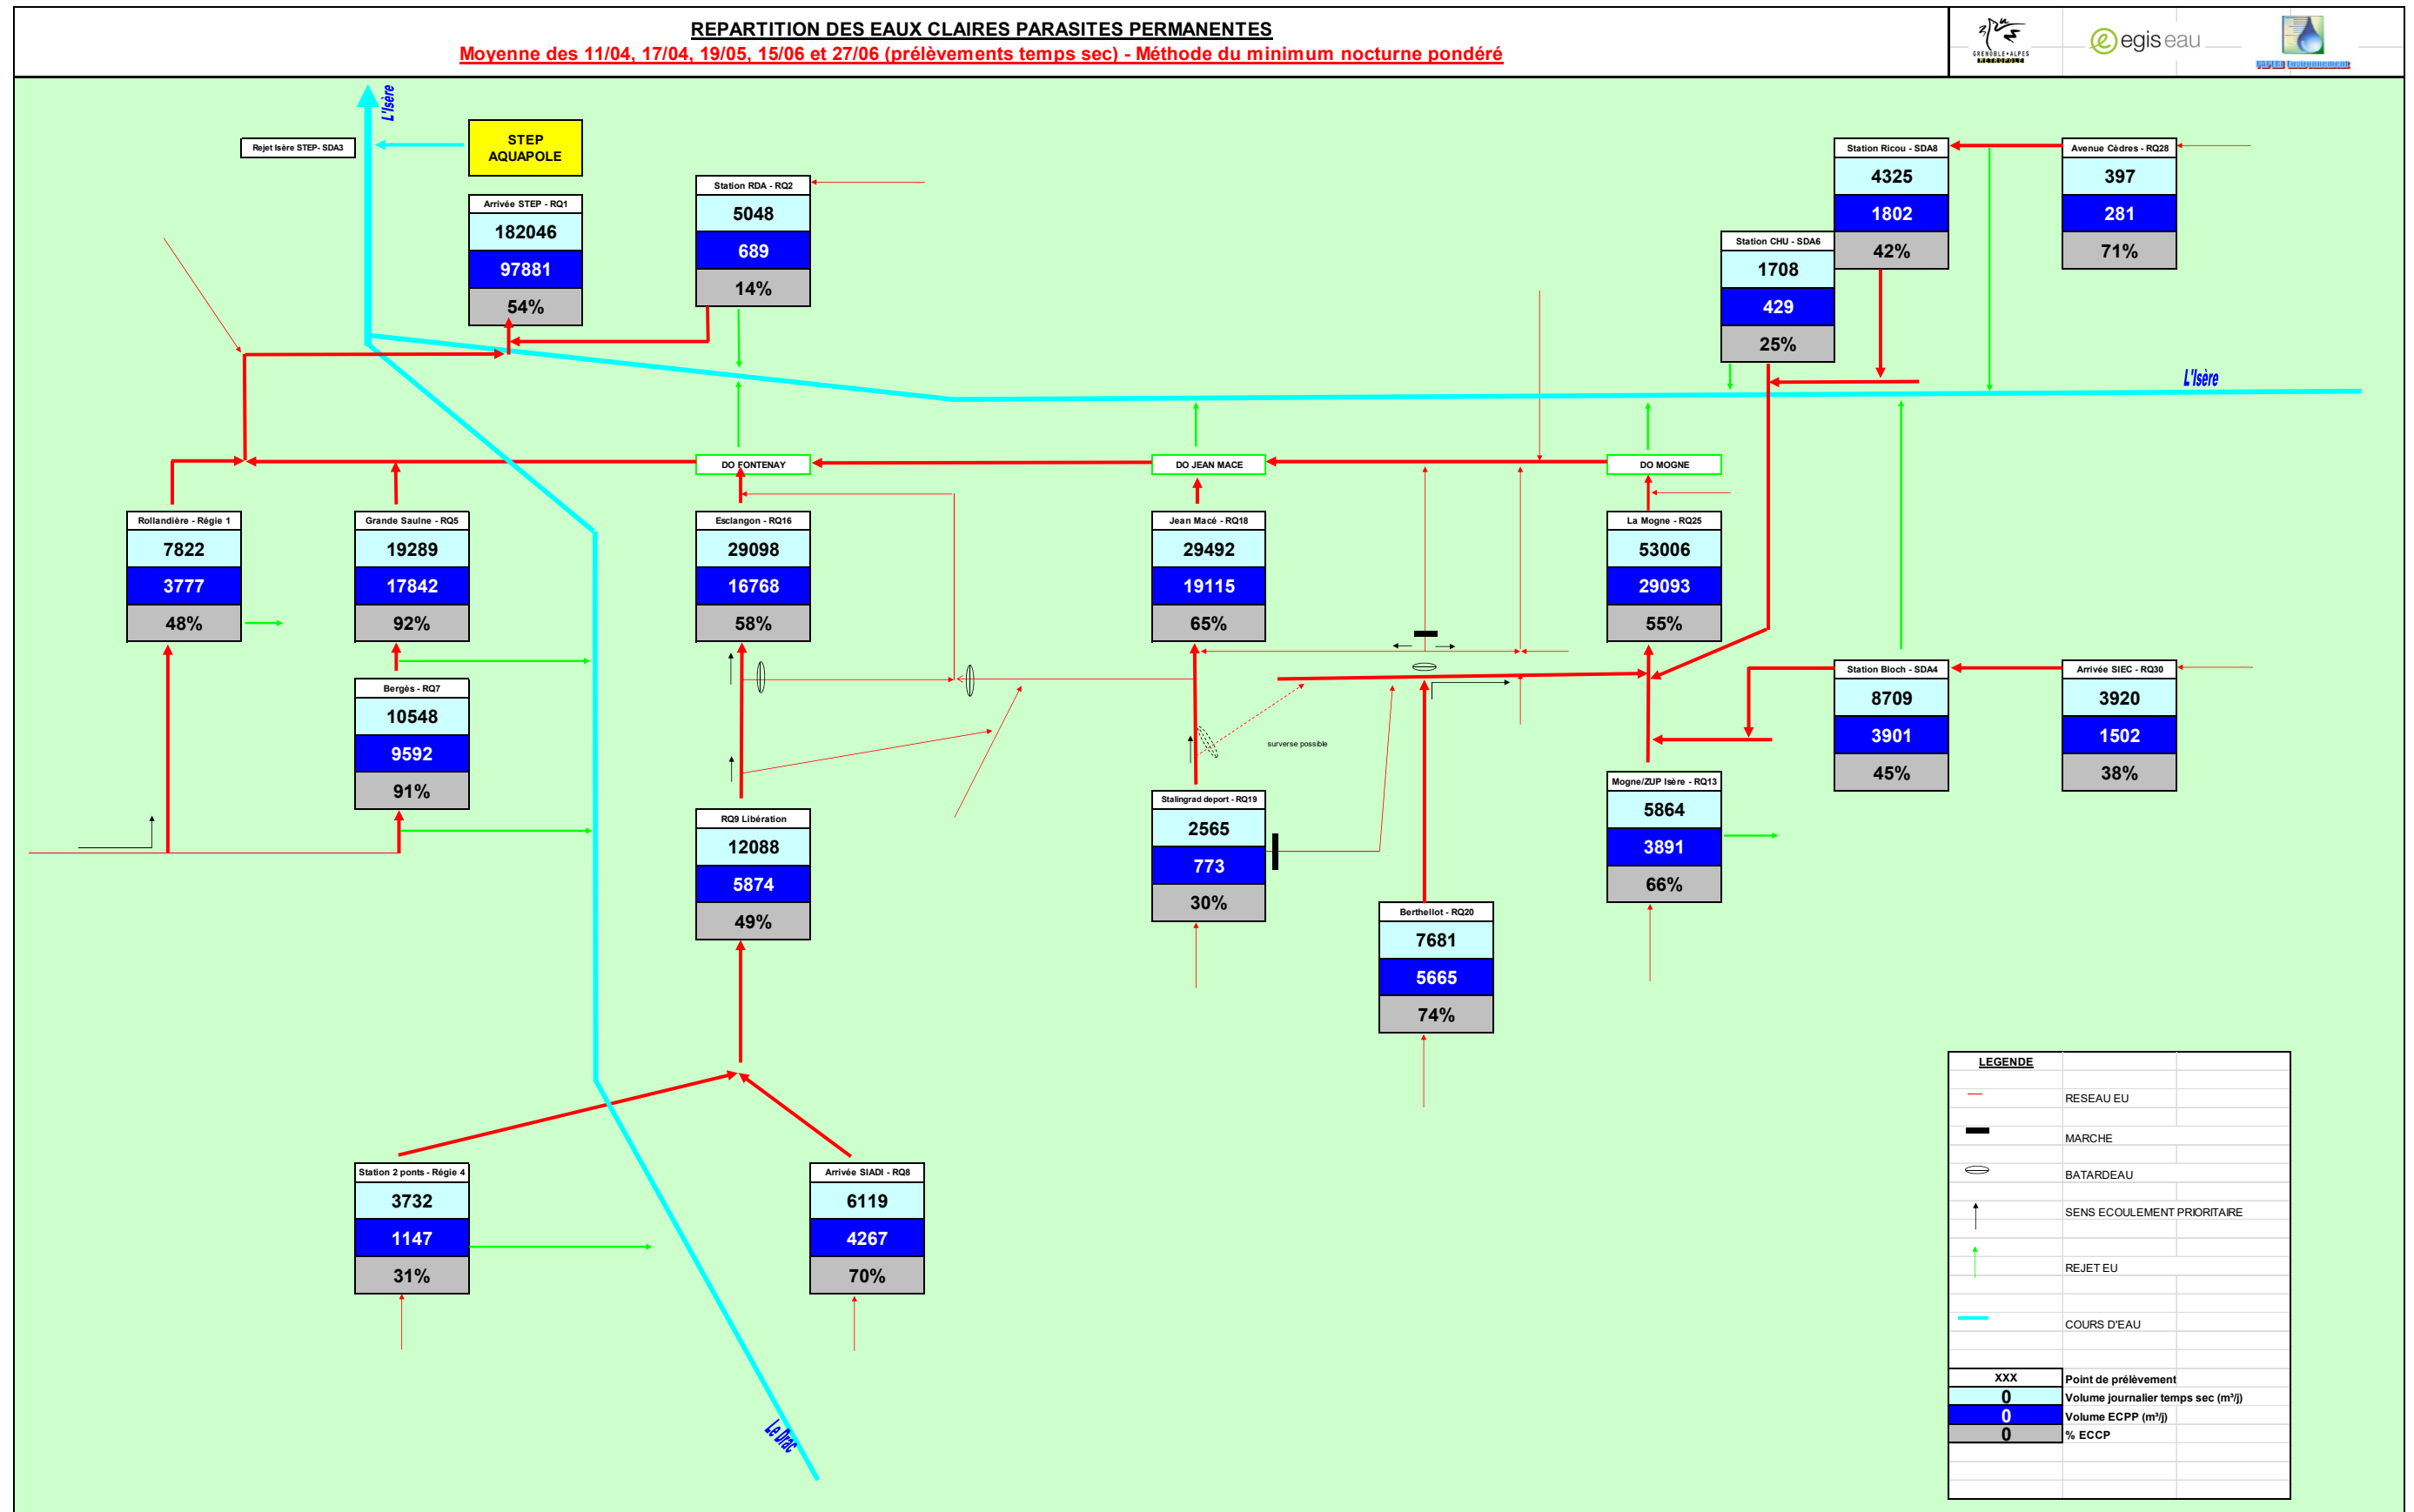 REPARTITION DES EAUX CLAIRES PARASITES PERMANENTES
Moyenne des 11/04, 17/04, 19/05, 15/06 et 27/06 (prélèvements temps sec) - Méthode du minimum nocturne pondéré
GRENOBLE•ALPES
METROPOLE
egis eau
Environnement
L'Isère
Rejet Isère STEP- SDA3
STEP
AQUAPOLE
Arrivée STEP - RQ1
182046
97881
54%
Station RDA - RQ2
5048
689
14%
Station CHU - SDA6
1708
429
25%
Station Ricou - SDA8
4325
1802
42%
Avenue Cèdres - RQ28
397
281
71%
L'Isère
DO FONTENAY
DO JEAN MACE
DO MOGNE
Rollandière - Régie 1
7822
3777
48%
Grande Saulne - RQ5
19289
17842
92%
Esclangon - RQ16
29098
16768
58%
Jean Macé - RQ18
29492
19115
65%
La Mogne - RQ25
53006
29093
55%
Bergès - RQ7
10548
9592
91%
Station Bloch - SDA4
8709
3901
45%
Arrivée SIEC - RQ30
3920
1502
38%
surverse possible
RQ9 Libération
12088
5874
49%
Stalingrad deport - RQ19
2565
773
30%
Mogne/ZUP Isère - RQ13
5864
3891
66%
Berthellot - RQ20
7681
5665
74%
Station 2 ponts - Régie 4
3732
1147
31%
Arrivée SIADI - RQ8
6119
4267
70%
Le Drac
LEGENDE
RESEAU EU
MARCHE
BATARDEAU
SENS ECOULEMENT PRIORITAIRE
REJET EU
COURS D'EAU
XXX Point de prélèvement
0 Volume journalier temps sec (m³/j)
0 Volume ECPP (m³/j)
0 % ECCP